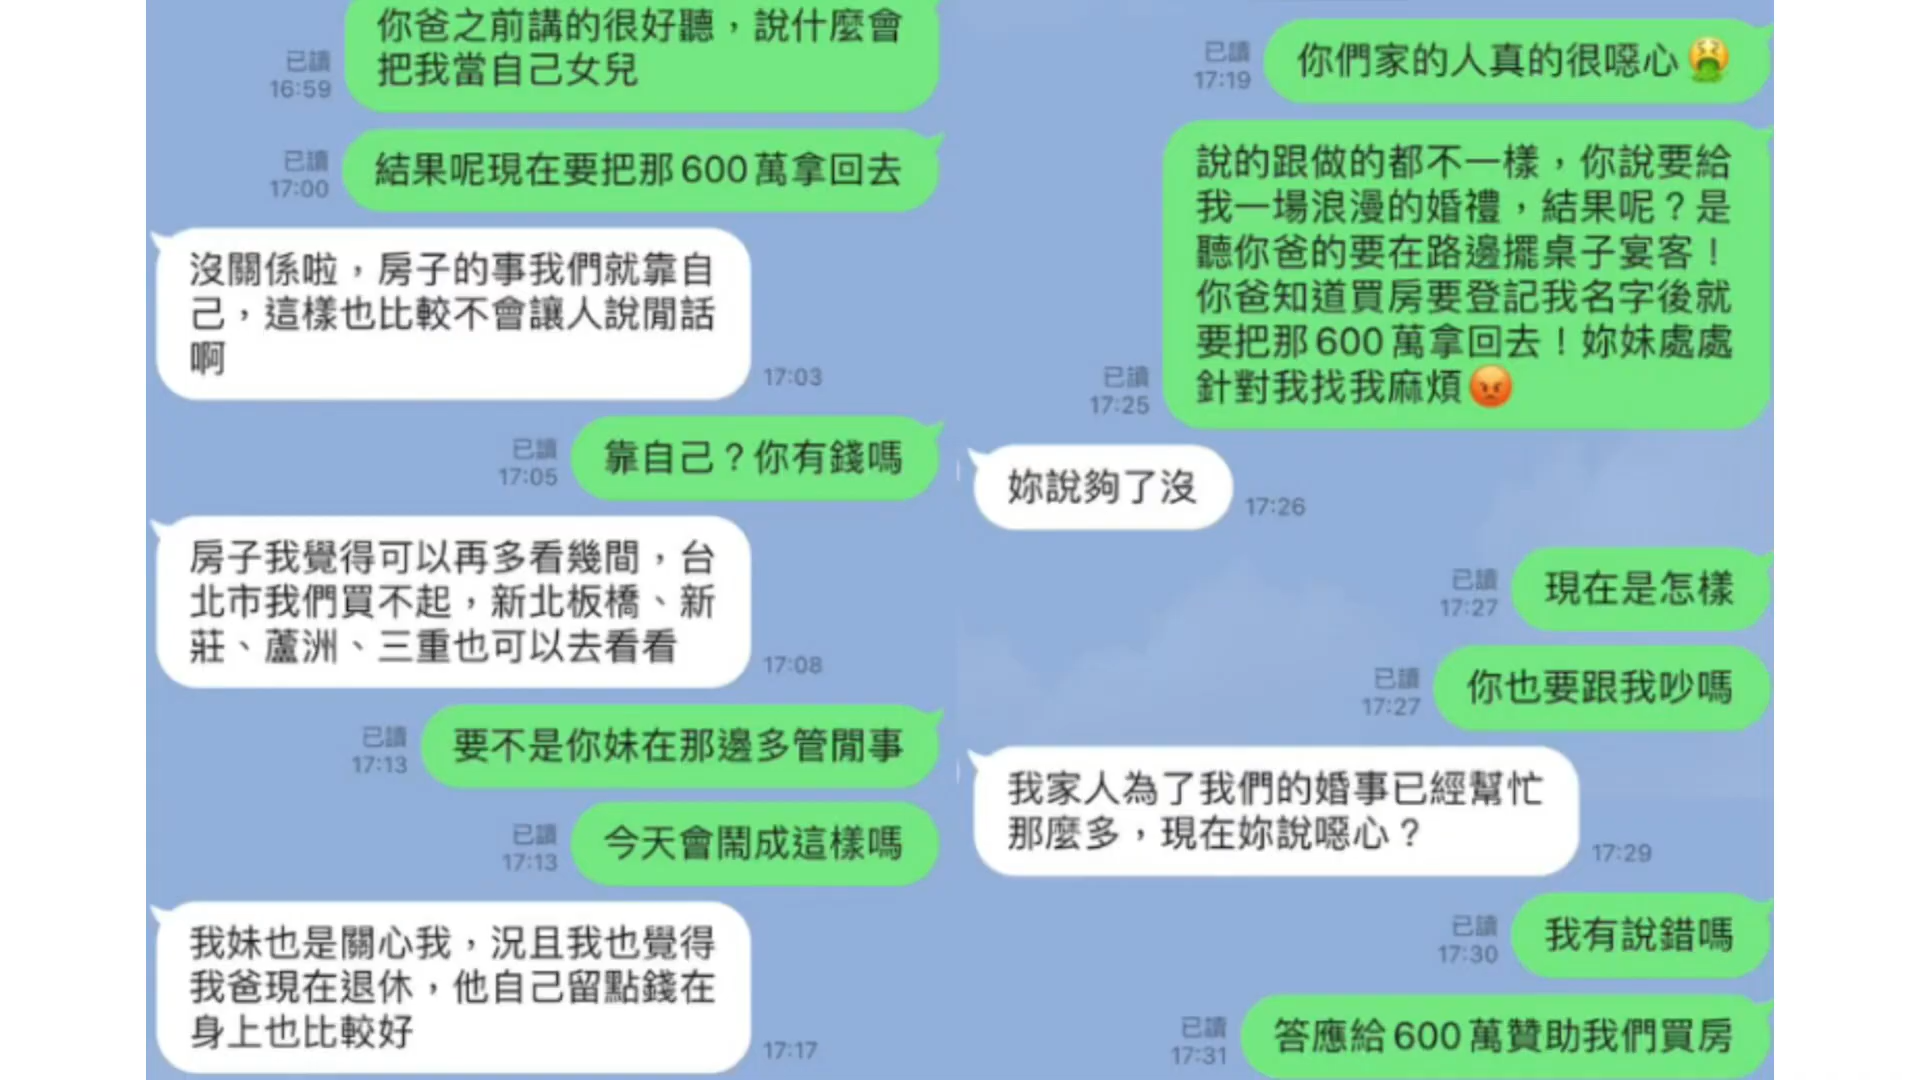 你爸之前講的很好聽，說什麼會
把我當自己女兒
已讀
16:59
結果呢現在要把那600萬拿回去
已讀
17:00
沒關係啦，房子的事我們就靠自
己，這樣也比較不會讓人說閒話
啊
17:03
靠自己？你有錢嗎
已讀
17:05
房子我覺得可以再多看幾間，台
北市我們買不起，新北板橋、新
莊、蘆洲、三重也可以去看看
17:08
要不是你妹在那邊多管閒事
已讀
17:13
今天會鬧成這樣嗎
已讀
17:13
我妹也是關心我，況且我也覺得
我爸現在退休，他自己留點錢在
身上也比較好
17:17
你們家的人真的很噁心🤮
已讀
17:19
說的跟做的都不一樣，你說要給
我一場浪漫的婚禮，結果呢？是
聽你爸的要在路邊擺桌子宴客！
你爸知道買房要登記我名字後就
要把那600萬拿回去！妳妹處處
針對我找我麻煩😡
已讀
17:25
妳說夠了沒
17:26
現在是怎樣
已讀
17:27
你也要跟我吵嗎
已讀
17:27
我家人為了我們的婚事已經幫忙
那麼多，現在妳說噁心？
17:29
我有說錯嗎
已讀
17:30
答應給600萬贊助我們買房
已讀
17:31